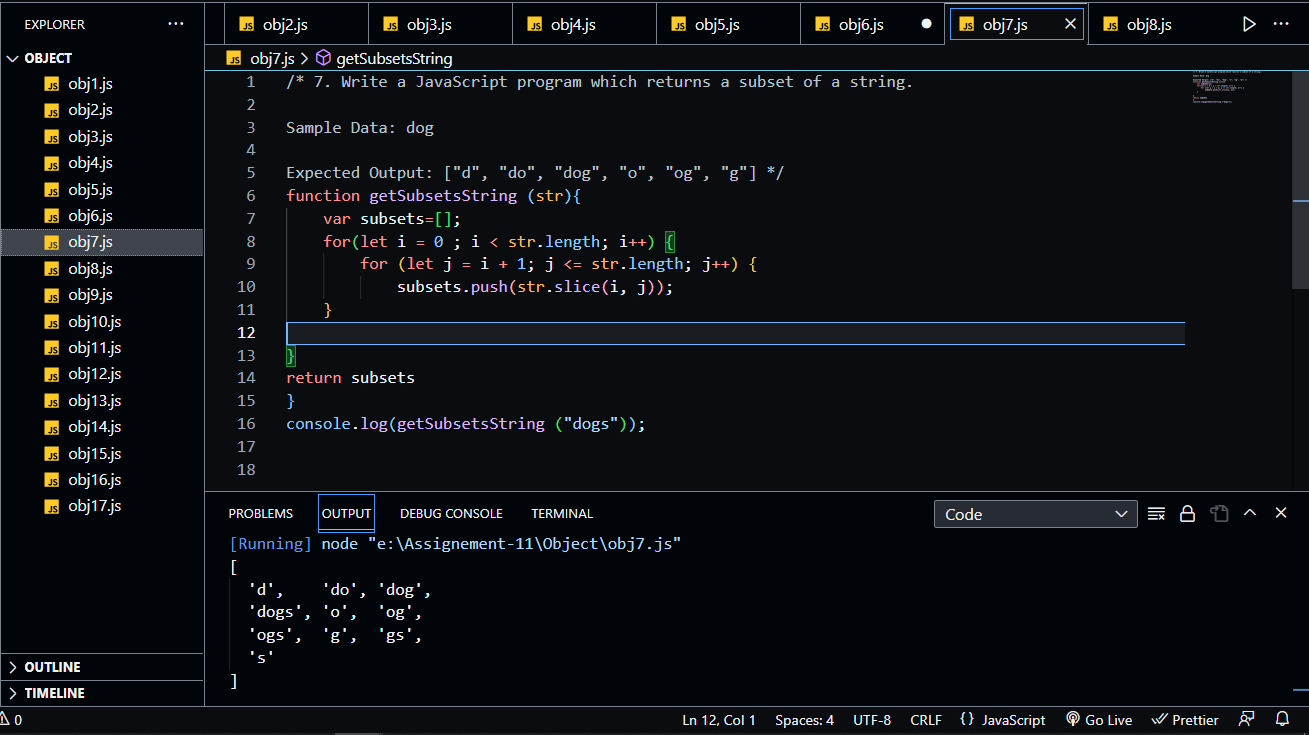 EXPLORER
OBJECT
JS obj1.js
JS obj2.js
JS obj3.js
JS obj4.js
JS obj5.js
JS obj6.js
JS obj7.js
JS obj8.js
JS obj9.js
JS obj10.js
JS obj11.js
JS obj12.js
JS obj13.js
JS obj14.js
JS obj15.js
JS obj16.js
JS obj17.js
OUTLINE
TIMELINE
JS obj2.js JS obj3.js JS obj4.js JS obj5.js JS obj6.js JS obj7.js JS obj8.js
JS obj7.js > getSubsetsString
1 /* 7. Write a JavaScript program which returns a subset of a string.
2
3 Sample Data: dog
4
5 Expected Output: ["d", "do", "dog", "o", "og", "g"] */
6 function getSubsetsString (str){
7 var subsets=[];
8 for(let i = 0 ; i < str.length; i++) {
9 for (let j = i + 1; j <= str.length; j++) {
10 subsets.push(str.slice(i, j));
11 }
12
13 }
14 return subsets
15 }
16 console.log(getSubsetsString ("dogs"));
17
18
PROBLEMS OUTPUT DEBUG CONSOLE TERMINAL Code
[Running] node "e:\Assignement-11\Object\obj7.js"
[
'd', 'do', 'dog',
'dogs', 'o', 'og',
'ogs', 'g', 'gs',
's'
]
0 Ln 12, Col 1 Spaces: 4 UTF-8 CRLF {} JavaScript Go Live Prettier